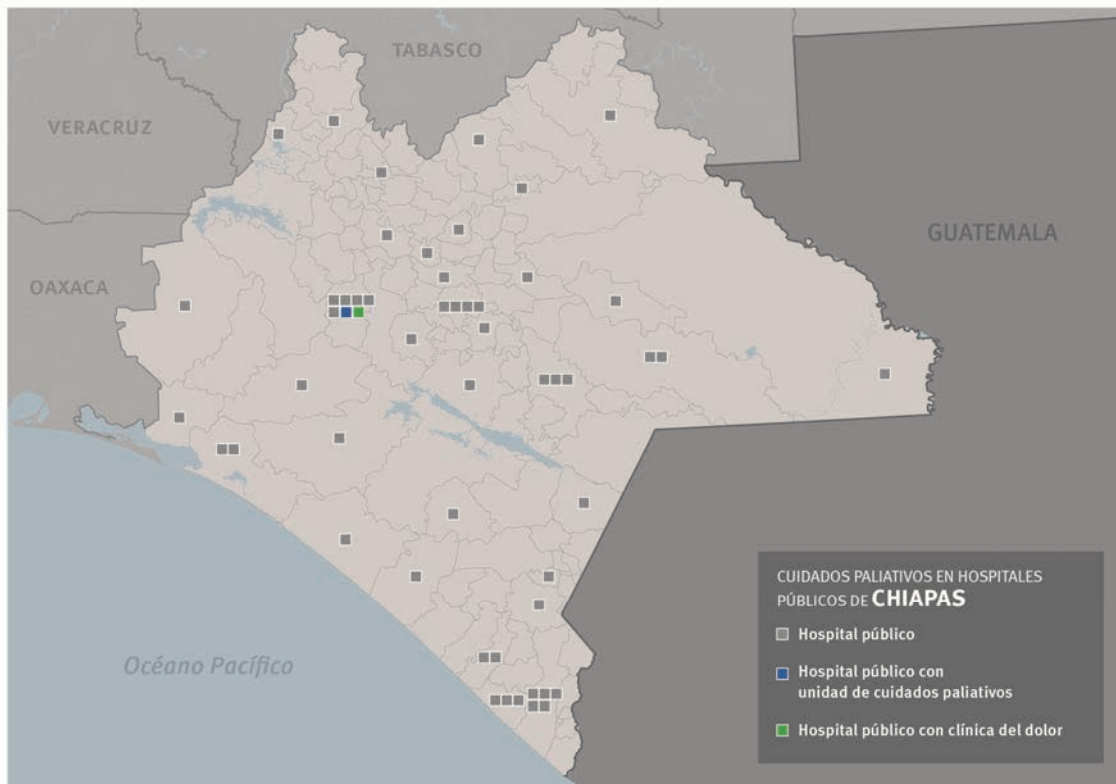 TABASCO
VERACRUZ
GUATEMALA
OAXACA
Océano Pacífico
CUIDADOS PALIATIVOS EN HOSPITALES
PÚBLICOS DE CHIAPAS
Hospital público
Hospital público con
unidad de cuidados paliativos
Hospital público con clínica del dolor